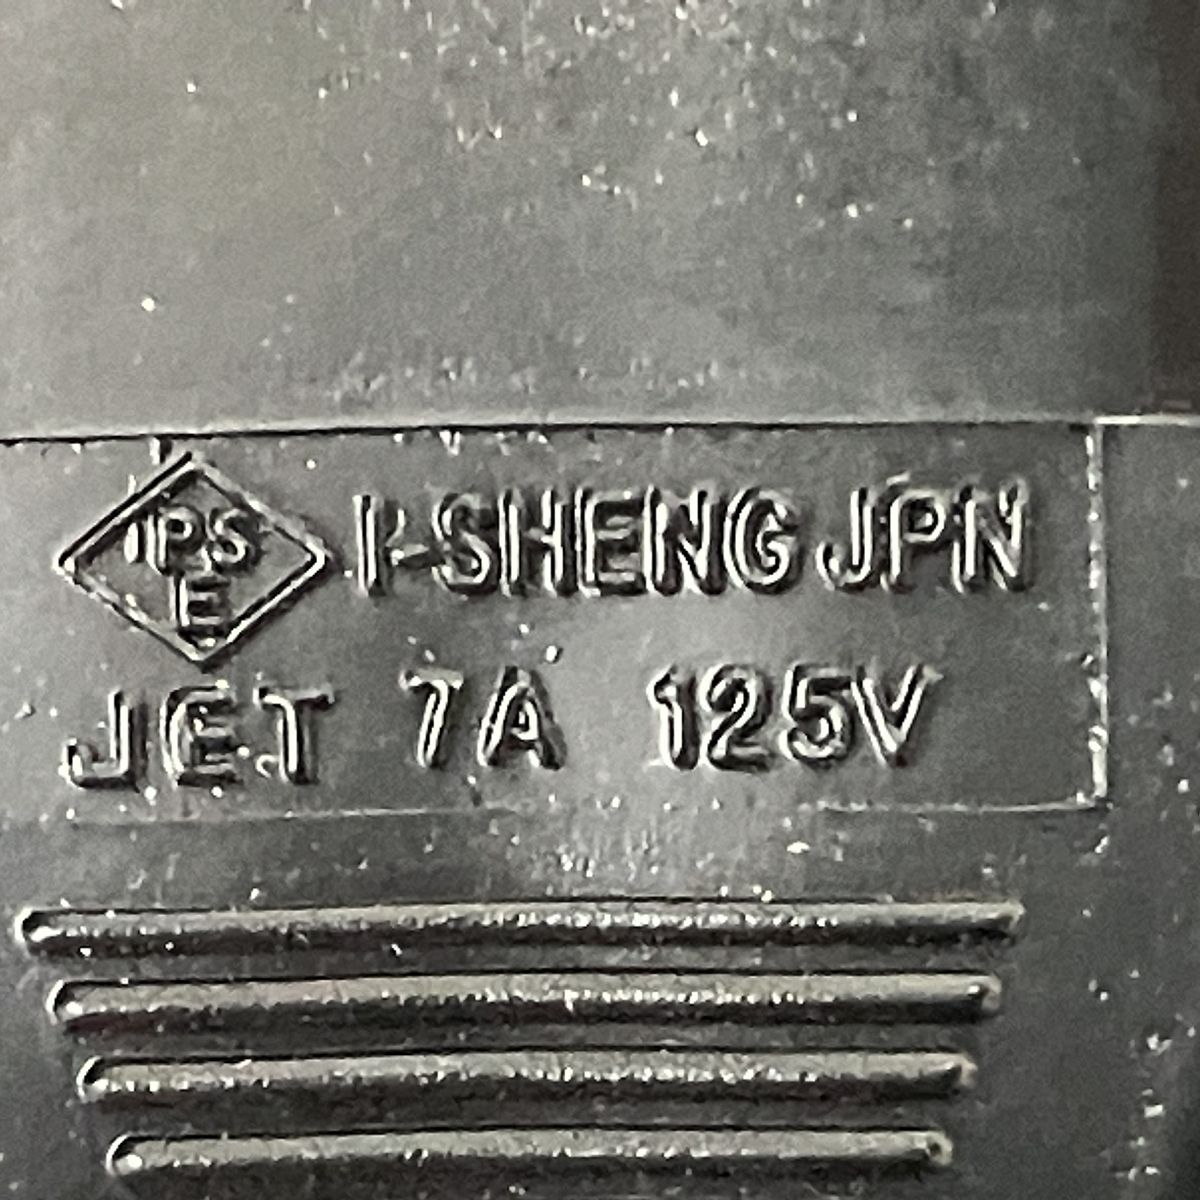 PS
E
I-SHENG JPN
JET 7A 125V